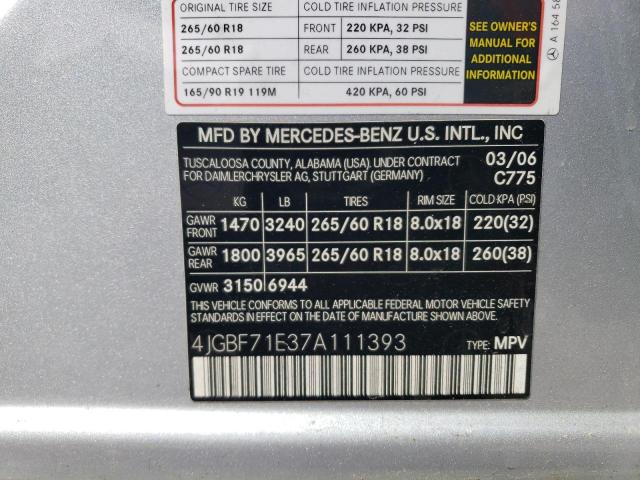 ORIGINAL TIRE SIZE COLD TIRE INFLATION PRESSURE
265/60 R18 FRONT 220 KPA, 32 PSI
265/60 R18 REAR 260 KPA, 38 PSI
COMPACT SPARE TIRE COLD TIRE INFLATION PRESSURE
165/90 R19 119M 420 KPA, 60 PSI
SEE OWNER'S
MANUAL FOR
ADDITIONAL
INFORMATION
A 164 58
MFD BY MERCEDES-BENZ U.S. INTL., INC
TUSCALOOSA COUNTY, ALABAMA (USA). UNDER CONTRACT 03/06
FOR DAIMLERCHRYSLER AG, STUTTGART (GERMANY) C775
KG LB TIRES RIM SIZE COLD KPA (PSI)
GAWR FRONT 1470 3240 265/60 R18 8.0x18 220(32)
GAWR REAR 1800 3965 265/60 R18 8.0x18 260(38)
GVWR 3150 6944
THIS VEHICLE CONFORMS TO ALL APPLICABLE FEDERAL MOTOR VEHICLE SAFETY
STANDARDS IN EFFECT ON THE DATE OF MANUFACTURE SHOWN ABOVE.
4JGBF71E37A111393 TYPE: MPV